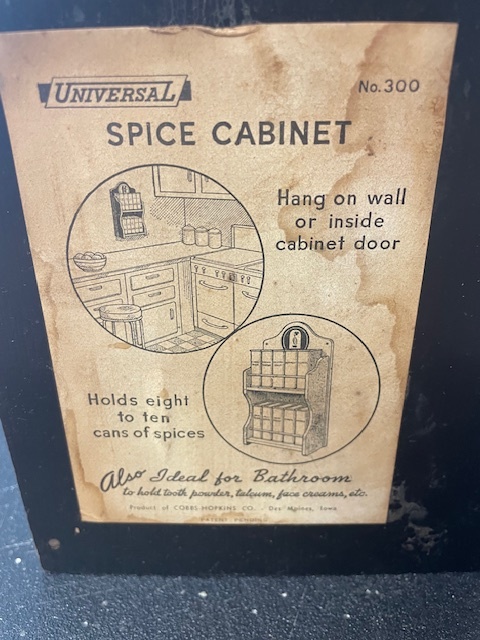 UNIVERSAL
No.300
SPICE CABINET
Hang on wall
or inside
cabinet door
Holds eight
to ten
cans of spices
Also Ideal for Bathroom
to hold tooth powder, talcum, face creams, etc.
Product of COBBS HOPKINS CO. Des Moines, Iowa
PATENT PENDING